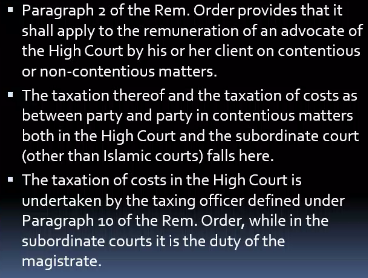 ▪ Paragraph 2 of the Rem. Order provides that it
shall apply to the remuneration of an advocate of
the High Court by his or her client on contentious
or non-contentious matters.
▪ The taxation thereof and the taxation of costs as
between party and party in contentious matters
both in the High Court and the subordinate court
(other than Islamic courts) falls here.
▪ The taxation of costs in the High Court is
undertaken by the taxing officer defined under
Paragraph 10 of the Rem. Order, while in the
subordinate courts it is the duty of the
magistrate.